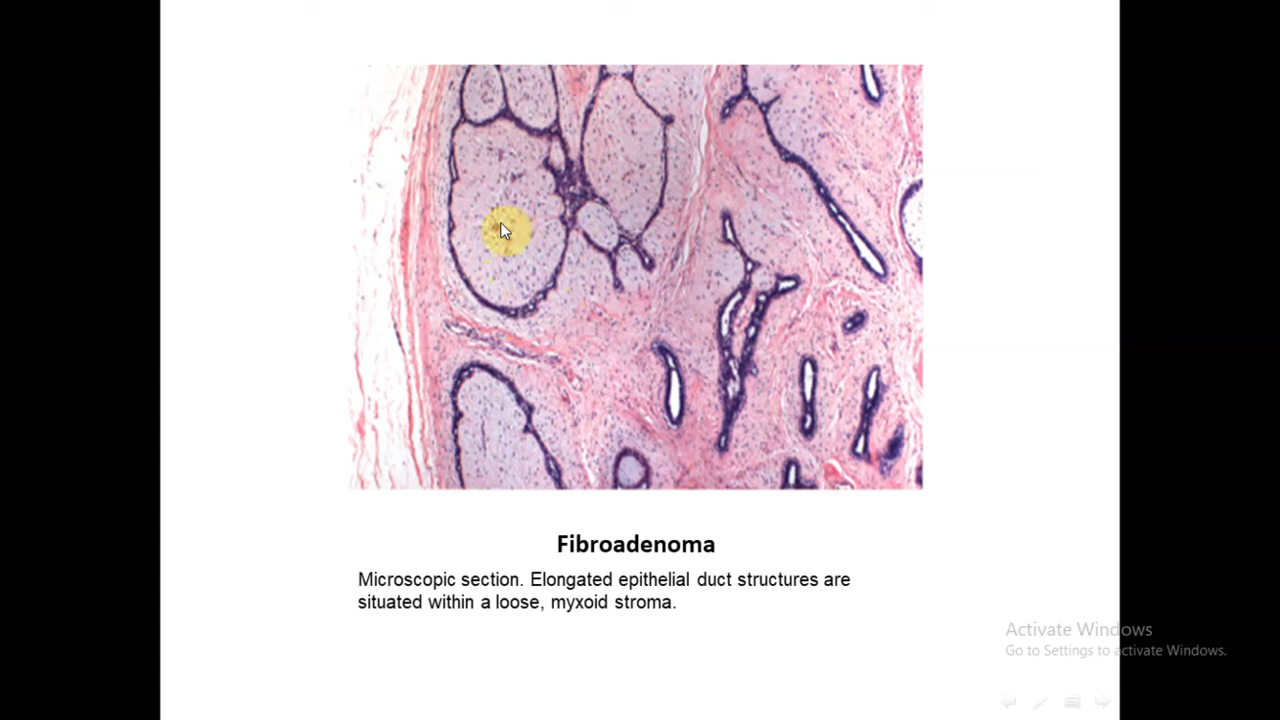 Fibroadenoma
Microscopic section. Elongated epithelial duct structures are
situated within a loose, myxoid stroma.
Activate Windows
Go to Settings to activate Windows.